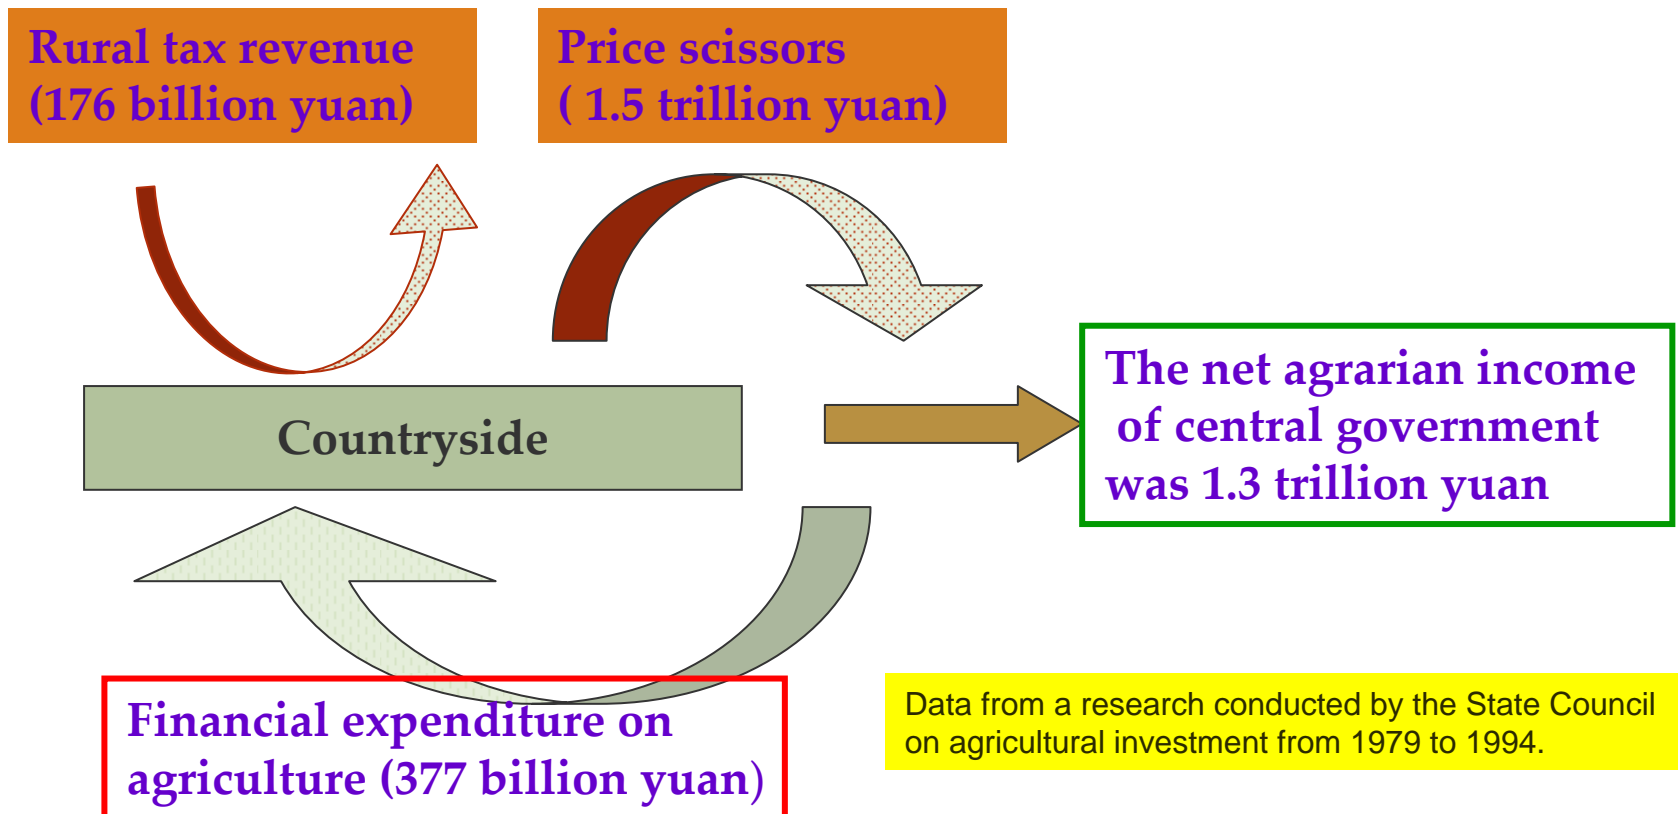 Rural tax revenue
(176 billion yuan)
Price scissors
( 1.5 trillion yuan)
The net agrarian income
of central government
was 1.3 trillion yuan
Countryside
Financial expenditure on
agriculture (377 billion yuan)
Data from a research conducted by the State Council
on agricultural investment from 1979 to 1994.